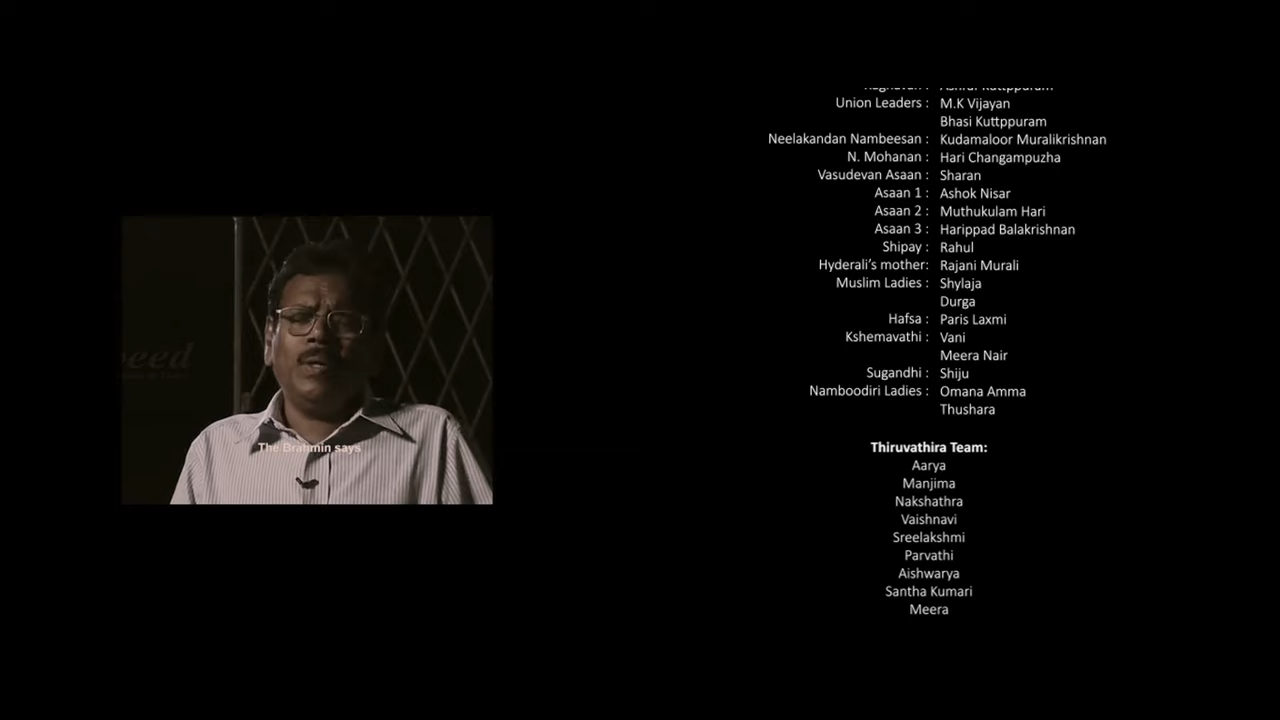 The Brahmin says
Union Leaders : M.K Vijayan
Bhasi Kuttppuram
Neelakandan Nambeesan : Kudamaloor Muralikrishnan
N. Mohanan : Hari Changampuzha
Vasudevan Asaan : Sharan
Asaan 1 : Ashok Nisar
Asaan 2 : Muthukulam Hari
Asaan 3 : Harippad Balakrishnan
Shipay : Rahul
Hyderali's mother: Rajani Murali
Muslim Ladies : Shylaja
Durga
Hafsa : Paris Laxmi
Kshemavathi : Vani
Meera Nair
Sugandhi : Shiju
Namboodiri Ladies : Omana Amma
Thushara
Thiruvathira Team:
Aarya
Manjima
Nakshathra
Vaishnavi
Sreelakshmi
Parvathi
Aishwarya
Santha Kumari
Meera